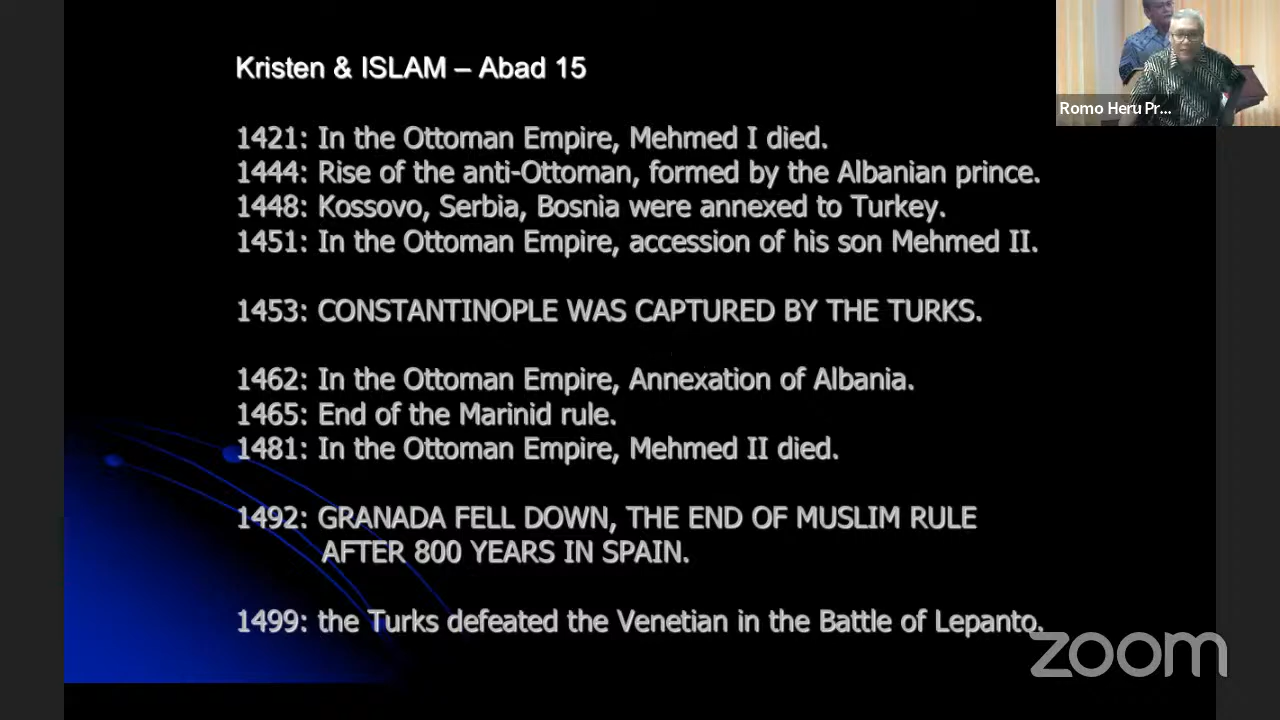 Kristen & ISLAM – Abad 15
Romo Heru Pr...
1421: In the Ottoman Empire, Mehmed I died.
1444: Rise of the anti-Ottoman, formed by the Albanian prince.
1448: Kossovo, Serbia, Bosnia were annexed to Turkey.
1451: In the Ottoman Empire, accession of his son Mehmed II.
1453: CONSTANTINOPLE WAS CAPTURED BY THE TURKS.
1462: In the Ottoman Empire, Annexation of Albania.
1465: End of the Marinid rule.
1481: In the Ottoman Empire, Mehmed II died.
1492: GRANADA FELL DOWN, THE END OF MUSLIM RULE
AFTER 800 YEARS IN SPAIN.
1499: the Turks defeated the Venetian in the Battle of Lepanto.
zoom